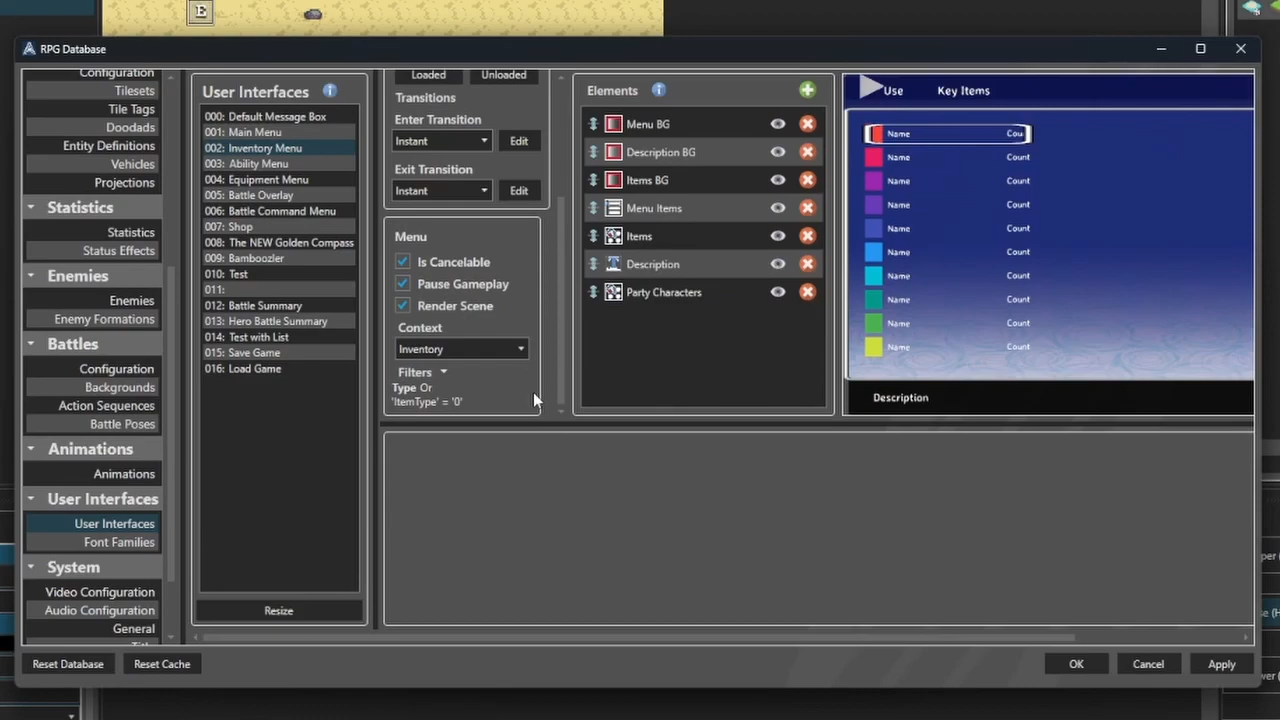 E
RPG Database
Configuration
Tilesets
Tile Tags
Doodads
Entity Definitions
Vehicles
Projections
Statistics
Statistics
Status Effects
Enemies
Enemies
Enemy Formations
Battles
Configuration
Backgrounds
Action Sequences
Battle Poses
Animations
Animations
User Interfaces
User Interfaces
Font Families
System
Video Configuration
Audio Configuration
General
User Interfaces
000: Default Message Box
001: Main Menu
002: Inventory Menu
003: Ability Menu
004: Equipment Menu
005: Battle Overlay
006: Battle Command Menu
007: Shop
008: The NEW Golden Compass
009: Bamboozler
010: Test
011:
012: Battle Summary
013: Hero Battle Summary
014: Test with List
015: Save Game
016: Load Game
Resize
Loaded Unloaded
Transitions
Enter Transition
Instant Edit
Exit Transition
Instant Edit
Menu
Is Cancelable
Pause Gameplay
Render Scene
Context
Inventory
Filters
Type Or
'ItemType' = '0'
Elements
Menu BG
Description BG
Items BG
Menu Items
Items
Description
Party Characters
Use Key Items
Name Cou
Name Count
Name Count
Name Count
Name Count
Name Count
Name Count
Name Count
Name Count
Name Count
Description
Reset Database Reset Cache OK Cancel Apply